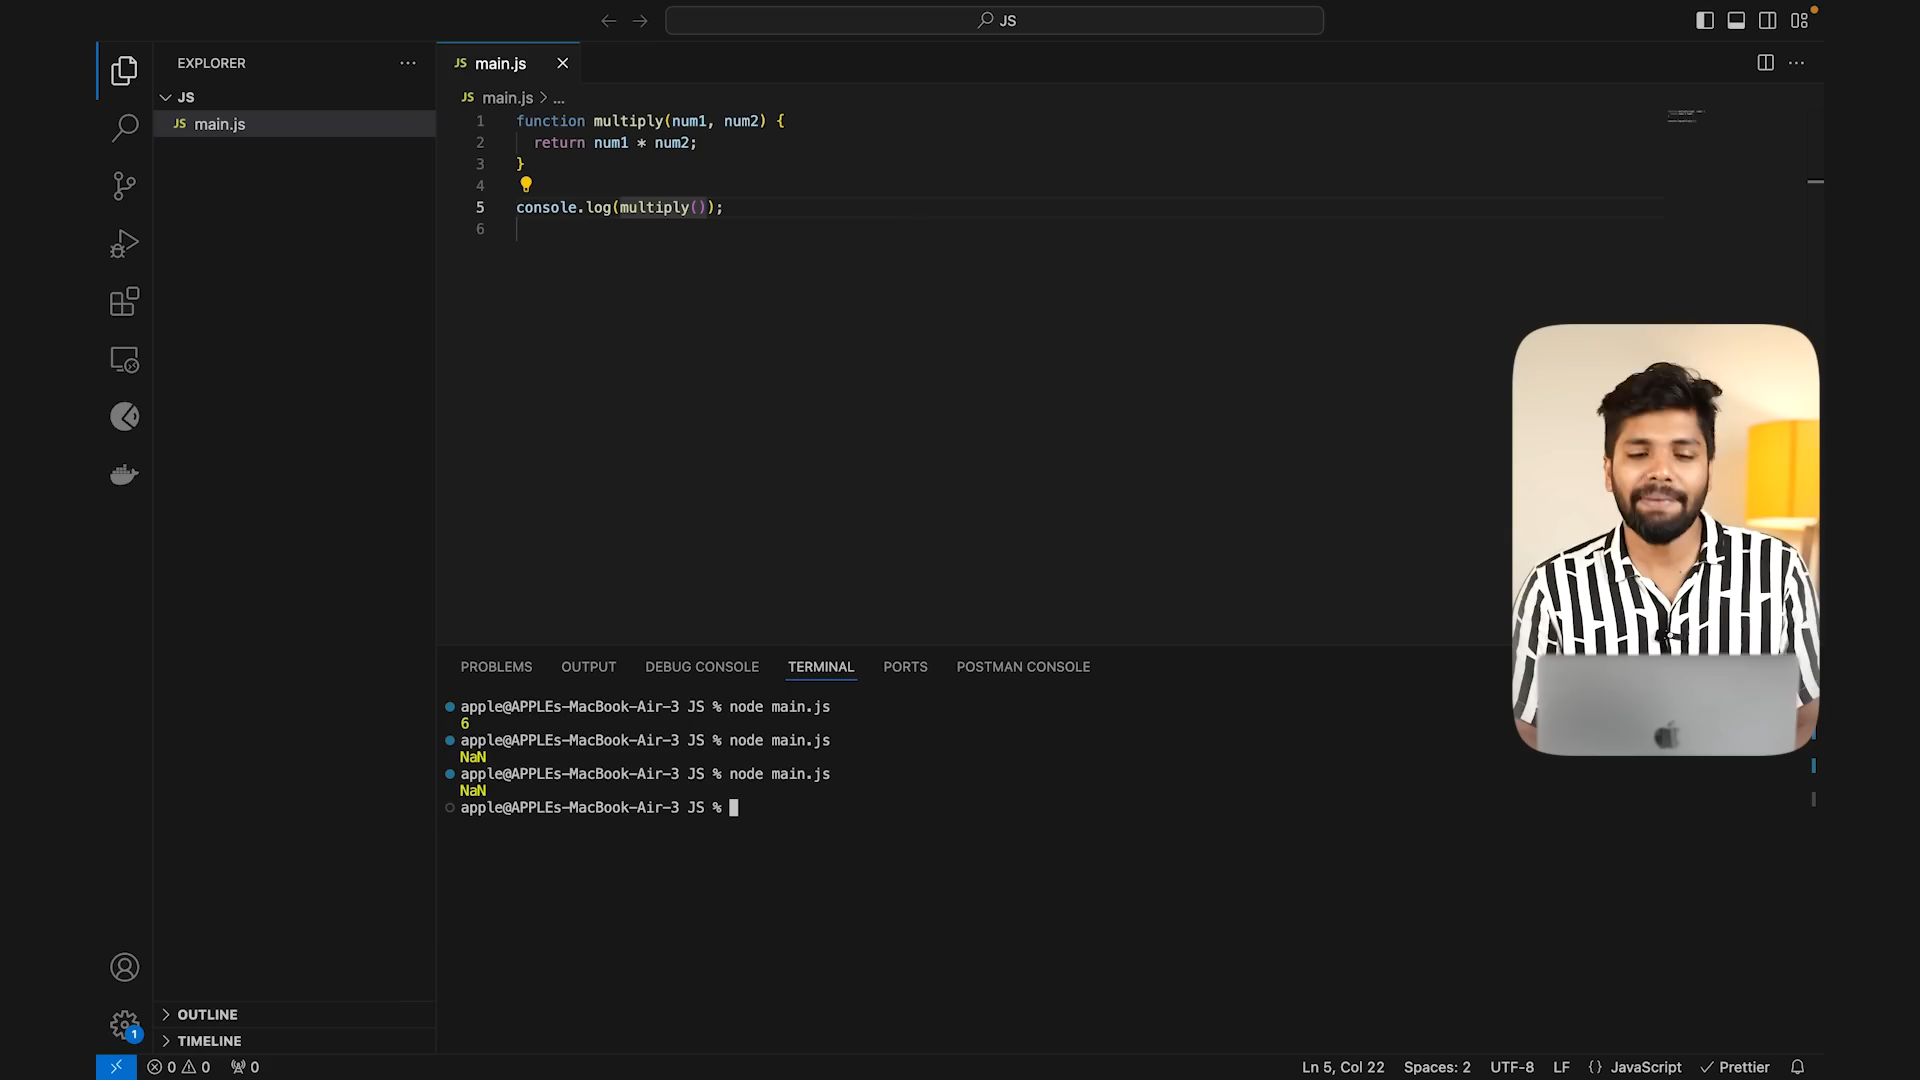 JS
EXPLORER
JS
JS main.js
JS main.js
JS main.js > ...
1 function multiply(num1, num2) {
2 return num1 * num2;
3 }
4
5 console.log(multiply());
6
PROBLEMS OUTPUT DEBUG CONSOLE TERMINAL PORTS POSTMAN CONSOLE
apple@APPLEs-MacBook-Air-3 JS % node main.js
6
apple@APPLEs-MacBook-Air-3 JS % node main.js
NaN
apple@APPLEs-MacBook-Air-3 JS % node main.js
NaN
apple@APPLEs-MacBook-Air-3 JS %
OUTLINE
1
TIMELINE
0 0 0 Ln 5, Col 22 Spaces: 2 UTF-8 LF {} JavaScript Prettier